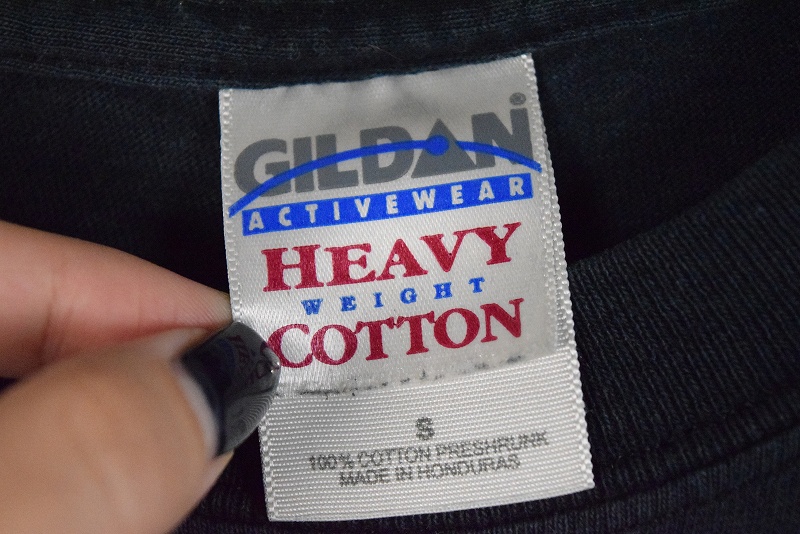 GILDAN®
ACTIVEWEAR
HEAVY
WEIGHT
COTTON
S
100% COTTON PRESHRUNK
MADE IN HONDURAS